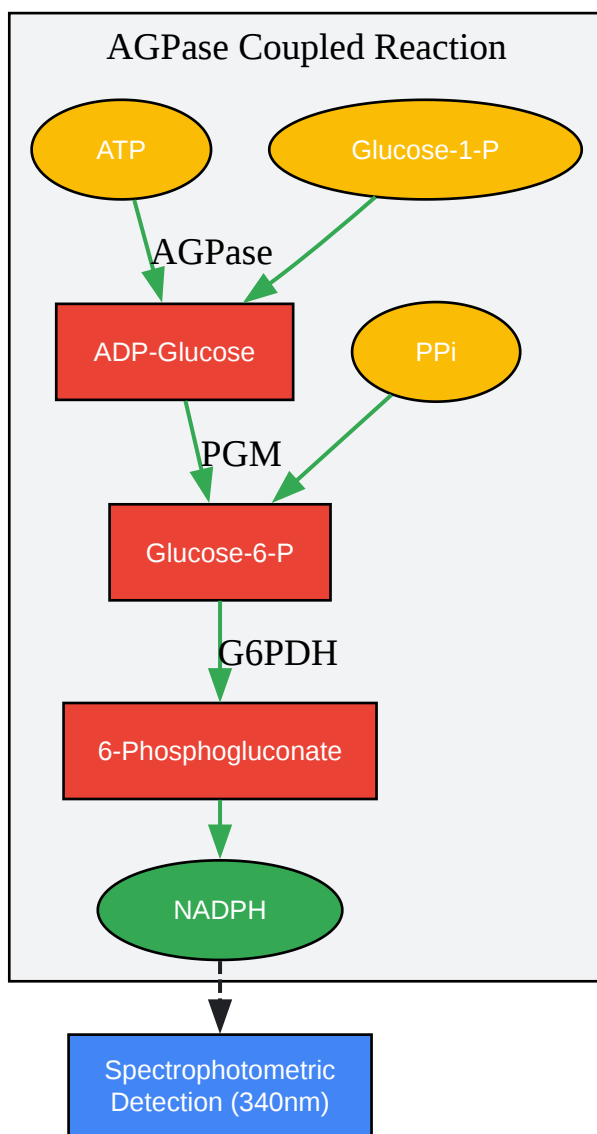 AGPase Coupled Reaction
ATP
Glucose-1-P
AGPase
ADP-Glucose
PPi
PGM
Glucose-6-P
G6PDH
6-Phosphogluconate
NADPH
Spectrophotometric
Detection (340nm)